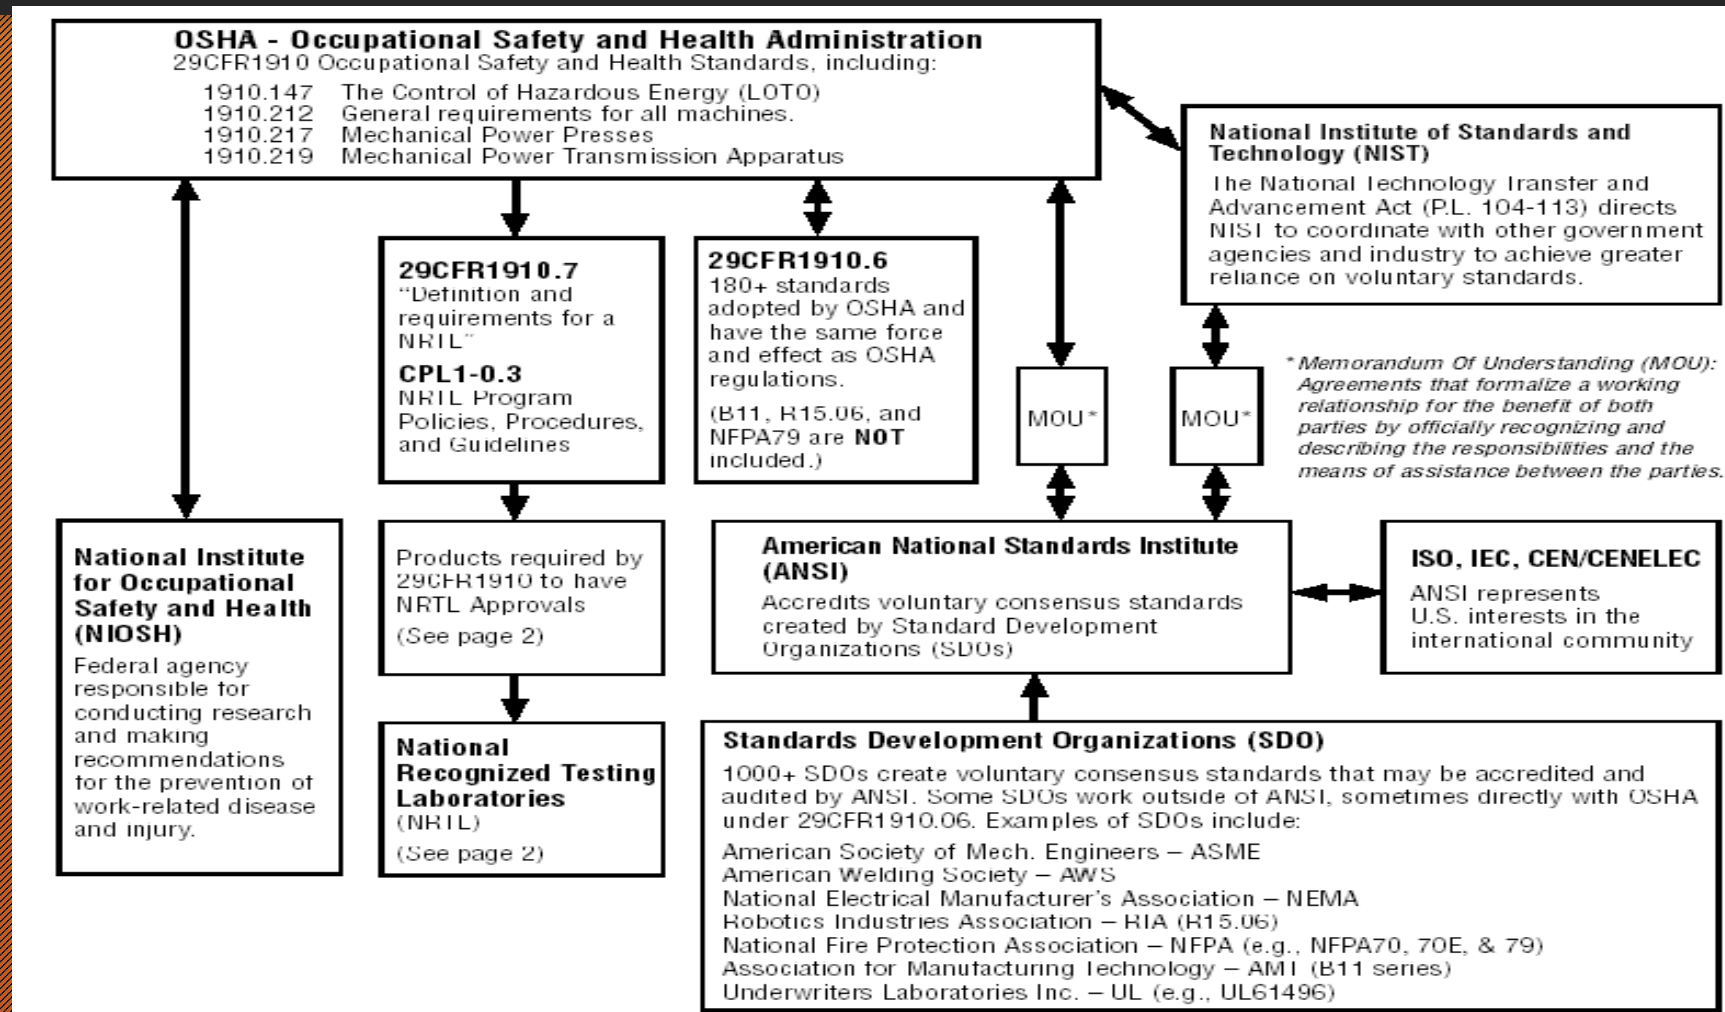 OSHA - Occupational Safety and Health Administration
29CFR1910 Occupational Safety and Health Standards, including:
1910.147 The Control of Hazardous Energy (LOTO)
1910.212 General requirements for all machines.
1910.217 Mechanical Power Presses
1910.219 Mechanical Power Transmission Apparatus
National Institute of Standards and
Technology (NIST)
The National Technology Transfer and
Advancement Act (P.L. 104-113) directs
NIST to coordinate with other government
agencies and industry to achieve greater
reliance on voluntary standards.
29CFR1910.7
“Definition and
requirements for a
NRTL”
CPL1-0.3
NRTL Program
Policies, Procedures,
and Guidelines
29CFR1910.6
180+ standards
adopted by OSHA and
have the same force
and effect as OSHA
regulations.
(B11, R15.06, and
NFPA79 are NOT
included.)
MOU*
MOU*
* Memorandum Of Understanding (MOU):
Agreements that formalize a working
relationship for the benefit of both
parties by officially recognizing and
describing the responsibilities and the
means of assistance between the parties.
National Institute
for Occupational
Safety and Health
(NIOSH)
Federal agency
responsible for
conducting research
and making
recommendations
for the prevention of
work-related disease
and injury.
Products required by
29CFR1910 to have
NRTL Approvals
(See page 2)
American National Standards Institute
(ANSI)
Accredits voluntary consensus standards
created by Standard Development
Organizations (SDOs)
ISO, IEC, CEN/CENELEC
ANSI represents
U.S. interests in the
international community
National
Recognized Testing
Laboratories
(NRTL)
(See page 2)
Standards Development Organizations (SDO)
1000+ SDOs create voluntary consensus standards that may be accredited and
audited by ANSI. Some SDOs work outside of ANSI, sometimes directly with OSHA
under 29CFR1910.06. Examples of SDOs include:
American Society of Mech. Engineers – ASME
American Welding Society – AWS
National Electrical Manufacturer’s Association – NEMA
Robotics Industries Association – RIA (R15.06)
National Fire Protection Association – NFPA (e.g., NFPA70, 70E, & 79)
Association for Manufacturing Technology – AMT (B11 series)
Underwriters Laboratories Inc. – UL (e.g., UL61496)